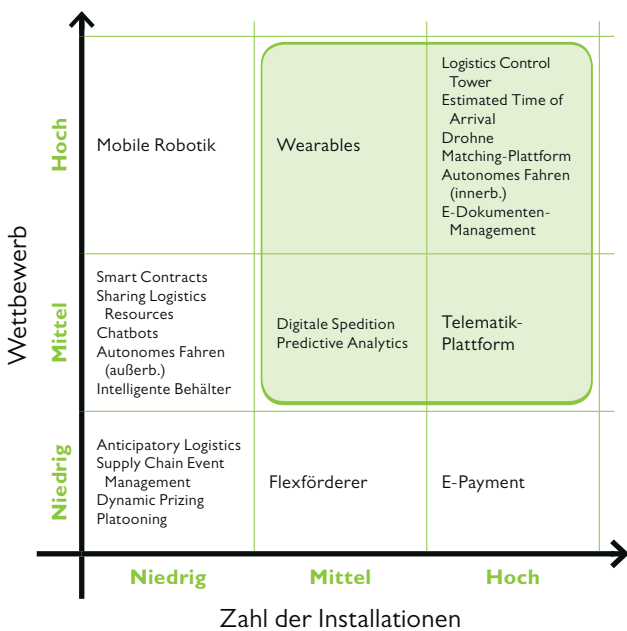 Wettbewerb
Hoch
Mobile Robotik
Wearables
Logistics Control
Tower
Estimated Time of
Arrival
Drohne
Matching-Plattform
Autonomes Fahren
(innerb.)
E-Dokumenten-
Management
Mittel
Smart Contracts
Sharing Logistics
Resources
Chatbots
Autonomes Fahren
(außerb.)
Intelligente Behälter
Digitale Spedition
Predictive Analytics
Telematik-
Plattform
Niedrig
Anticipatory Logistics
Supply Chain Event
Management
Dynamic Prizing
Platooning
Flexförderer
E-Payment
Niedrig
Mittel
Hoch
Zahl der Installationen